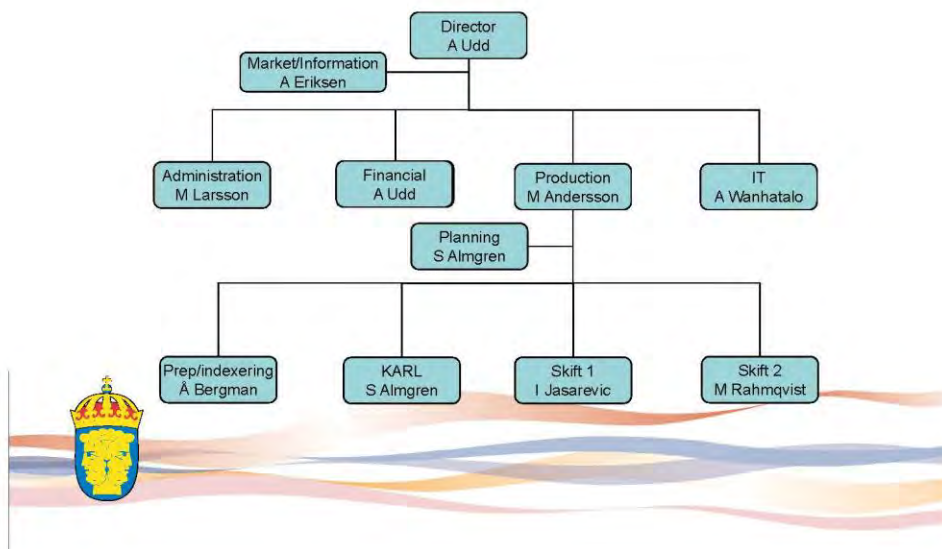 Director
A Udd
Market/Information
A Eriksen
Administration
M Larsson
Financial
A Udd
Production
M Andersson
IT
A Wanhatalo
Planning
S Almgren
Prep/indexering
Å Bergman
KARL
S Almgren
Skift 1
I Jasarevic
Skift 2
M Rahmqvist